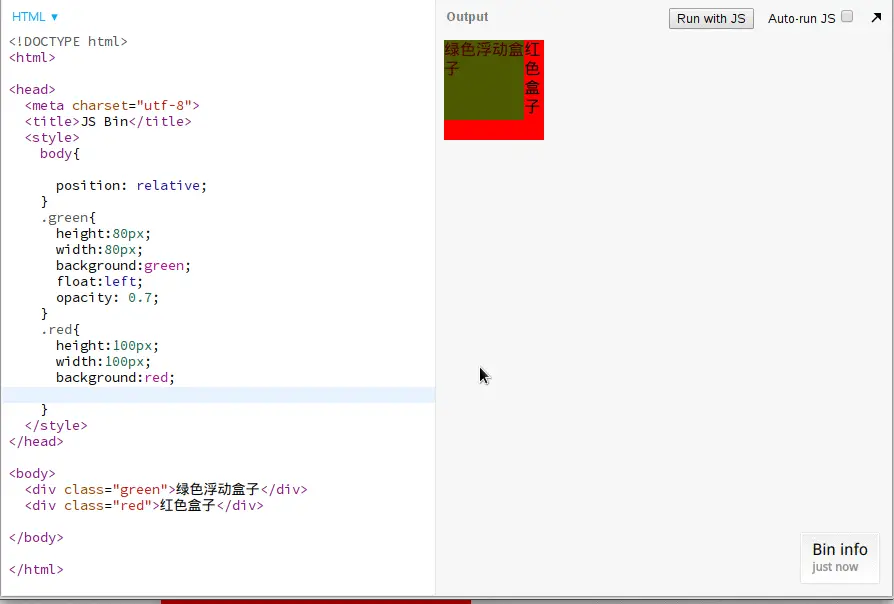 HTML ▾
Output
Run with JS
Auto-run JS
<!DOCTYPE html>
<html>
<head>
<meta charset="utf-8">
<title>JS Bin</title>
<style>
body{
position: relative;
}
.green{
height:80px;
width:80px;
background:green;
float:left;
opacity: 0.7;
}
.red{
height:100px;
width:100px;
background:red;
}
</style>
</head>
<body>
<div class="green">绿色浮动盒子</div>
<div class="red">红色盒子</div>
</body>
</html>
绿色浮动盒
子
红
色
盒
子
Bin info
just now